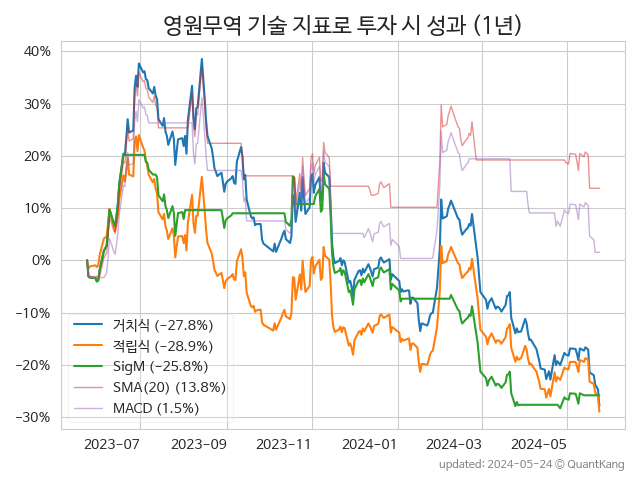 영원무역 기술 지표로 투자 시 성과 (1년)
40%
30%
20%
10%
0%
−10%
−20%
−30%
거치식 (−27.8%)
적립식 (−28.9%)
SigM (−25.8%)
SMA(20) (13.8%)
MACD (1.5%)
2023-07
2023-09
2023-11
2024-01
2024-03
2024-05
updated: 2024-05-24 © QuantKang